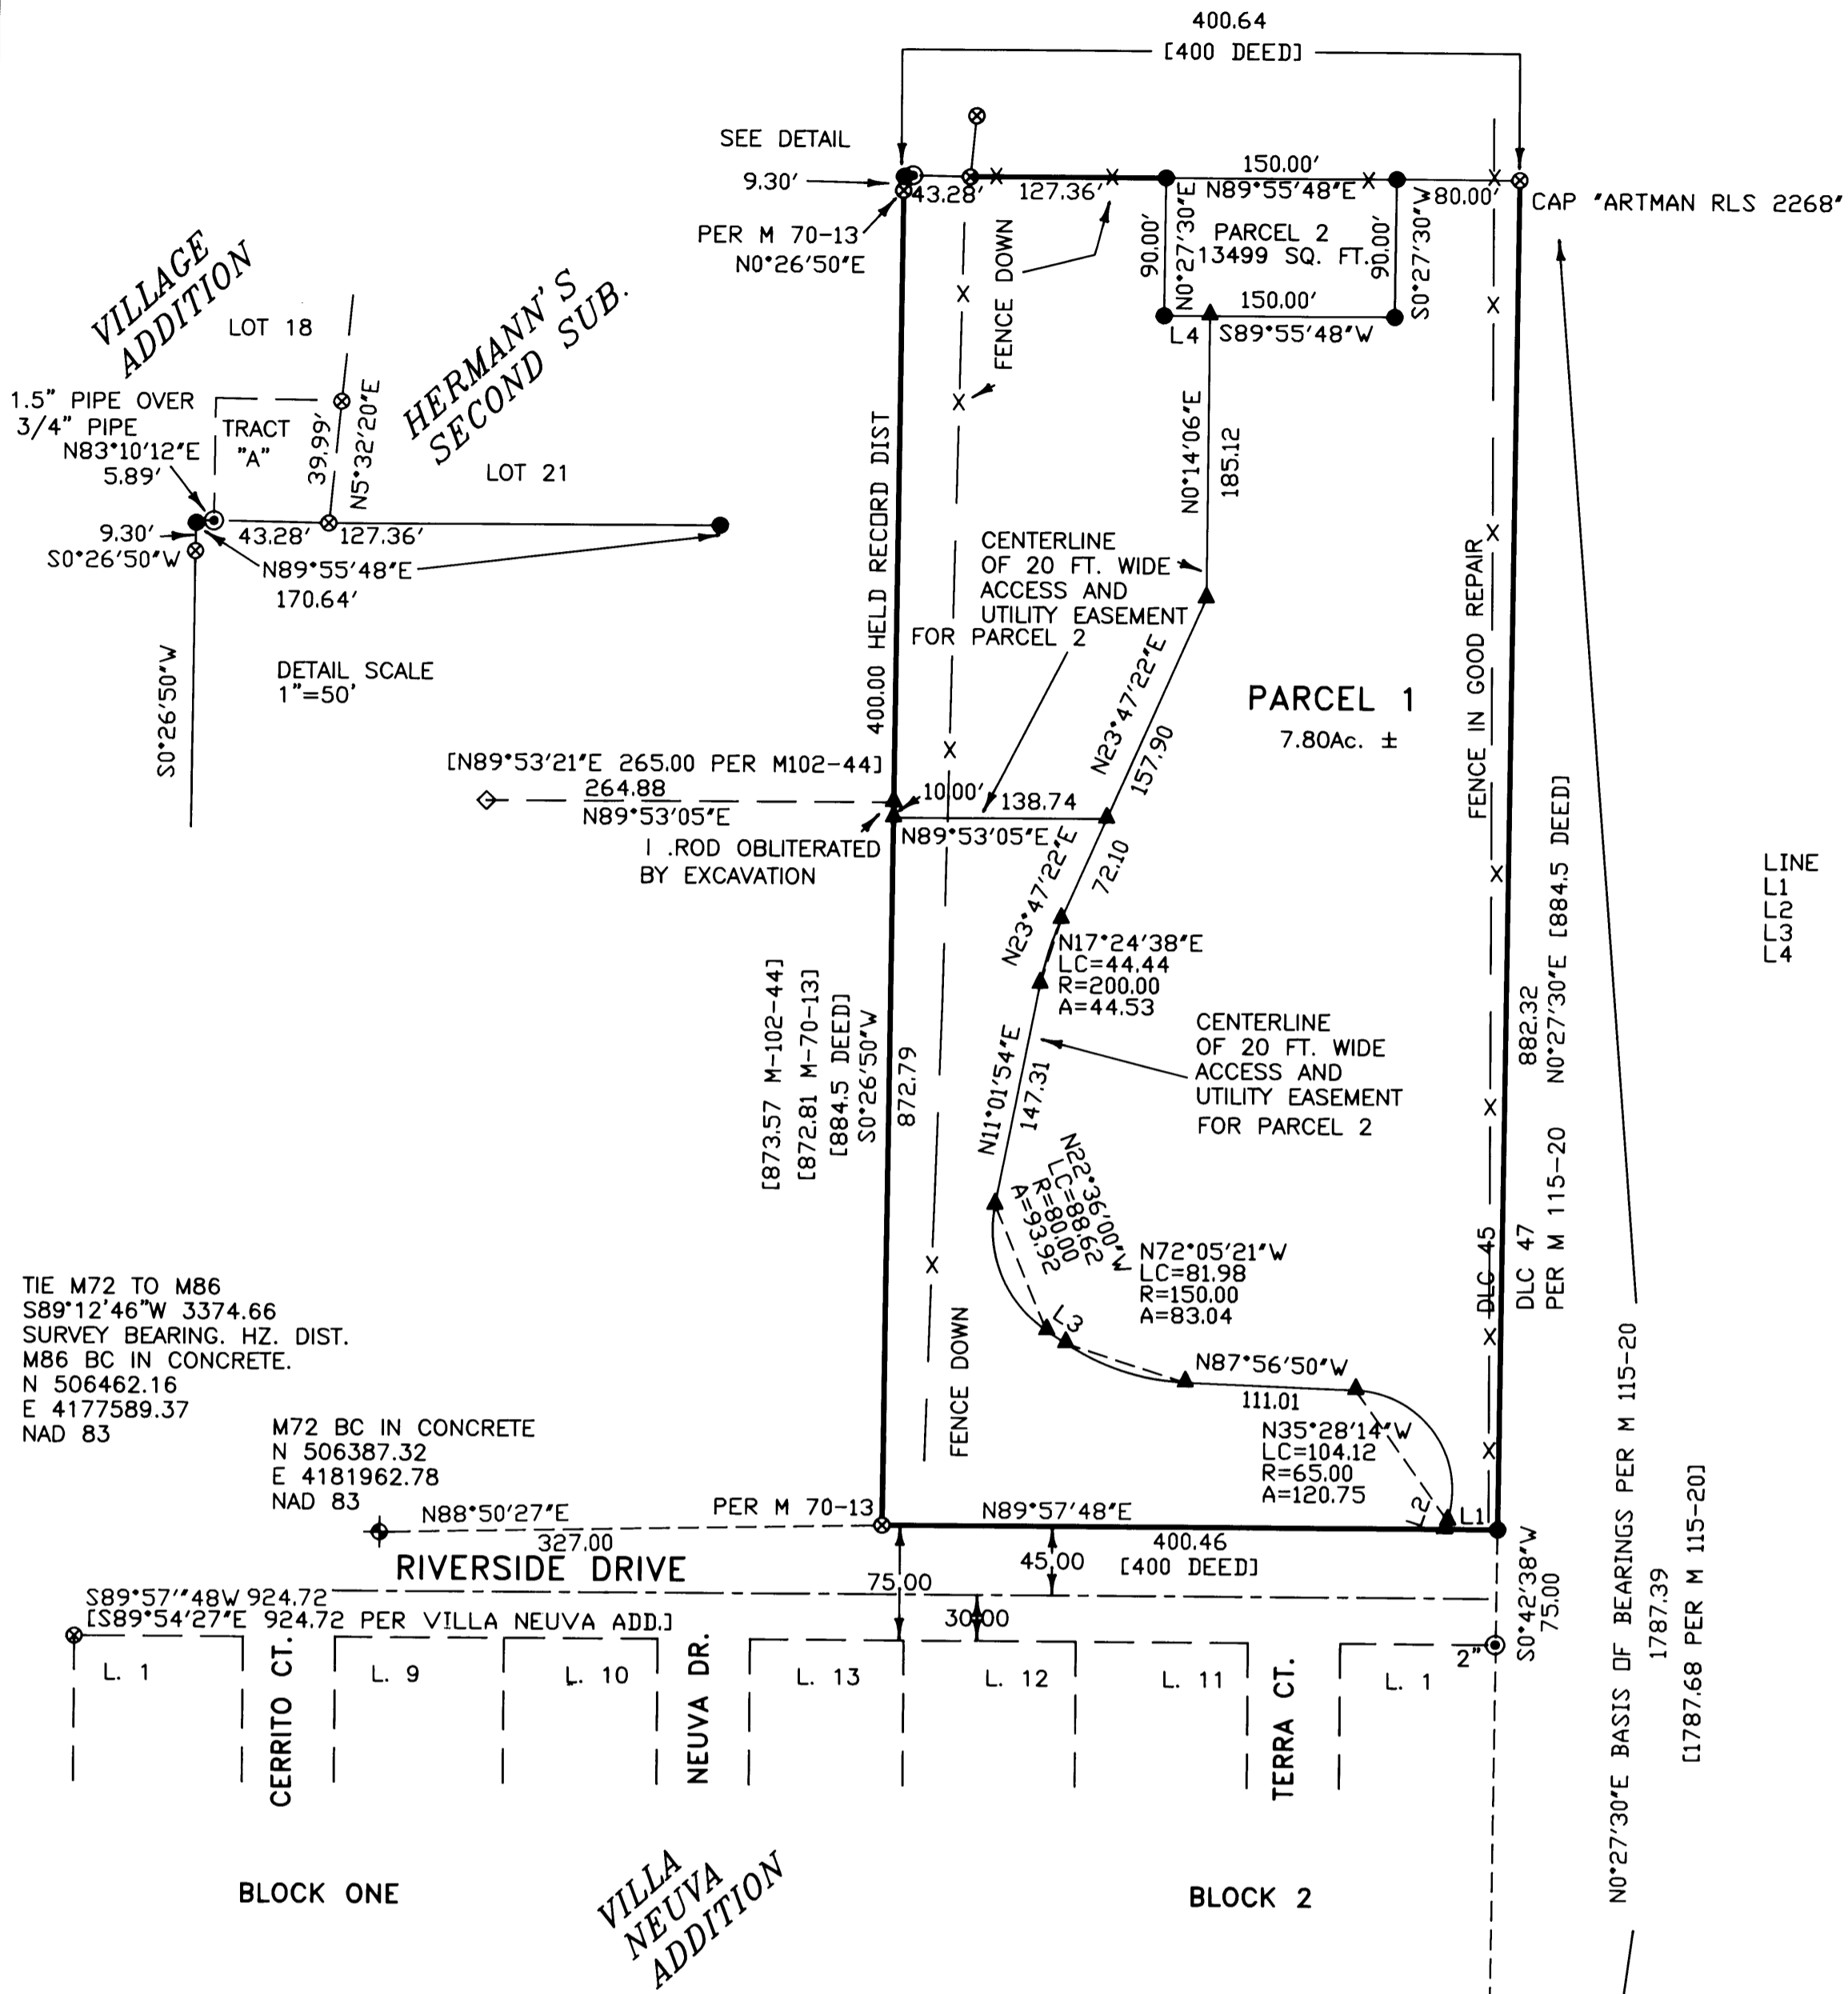 400.64
[400 DEED]
SEE DETAIL
9.30'
43.28'
127.36'
150.00'
N89°55'48"E
80.00'
CAP "ARTMAN RLS 2268"
PER M 70-13
N0°26'50"E
90.00'
N0°27'30"E
PARCEL 2
13499 SQ. FT.
90.00'
S0°27'30"W
150.00'
L4
S89°55'48"W
FENCE DOWN
VILLAGE
ADDITION
LOT 18
HERMANN'S
SECOND SUB.
1.5" PIPE OVER
3/4" PIPE
N83°10'12"E
5.89'
TRACT
"A"
39.99'
N5°32'20"E
LOT 21
9.30'
S0°26'50"W
43.28'
127.36'
N89°55'48"E
170.64'
S0°26'50"W
DETAIL SCALE
1"=50'
400.00 HELD RECORD DIST
N0°14'06"E
185.12
CENTERLINE
OF 20 FT. WIDE
ACCESS AND
UTILITY EASEMENT
FOR PARCEL 2
FENCE IN GOOD REPAIR
N23°47'22"E
157.90
PARCEL 1
7.80Ac. ±
[N89°53'21"E 265.00 PER M102-44]
264.88
N89°53'05"E
10.00'
138.74
N89°53'05"E
I .ROD OBLITERATED
BY EXCAVATION
N23°47'22"E
72.10
LINE
L1
L2
L3
L4
N17°24'38"E
LC=44.44
R=200.00
A=44.53
[873.57 M-102-44]
[872.81 M-70-13]
[884.5 DEED]
S0°26'50"W
872.79
N11°01'54"E
147.31
CENTERLINE
OF 20 FT. WIDE
ACCESS AND
UTILITY EASEMENT
FOR PARCEL 2
882.32
PER M 115-20 N0°27'30"E [884.5 DEED]
DLC 45
DLC 47
N22°36'00"W
LC=88.62
R=80.00
A=93.92
N72°05'21"W
LC=81.98
R=150.00
A=83.04
L3
N87°56'50"W
111.01
N35°28'14"W
LC=104.12
R=65.00
A=120.75
L2
L1
FENCE DOWN
TIE M72 TO M86
S89°12'46"W 3374.66
SURVEY BEARING. HZ. DIST.
M86 BC IN CONCRETE.
N 506462.16
E 4177589.37
NAD 83
M72 BC IN CONCRETE
N 506387.32
E 4181962.78
NAD 83
N88°50'27"E
327.00
PER M 70-13
N89°57'48"E
400.46
[400 DEED]
RIVERSIDE DRIVE
45.00
75.00
30.00
S0°42'38"W
75.00
2"
S89°57'"48W 924.72
[S89°54'27"E 924.72 PER VILLA NEUVA ADD.]
L. 1
CERRITO CT.
L. 9
L. 10
NEUVA DR.
L. 13
L. 12
L. 11
TERRA CT.
L. 1
N0°27'30"E BASIS OF BEARINGS PER M 115-20
1787.39
[1787.68 PER M 115-20]
BLOCK ONE
VILLA
NEUVA
ADDITION
BLOCK 2